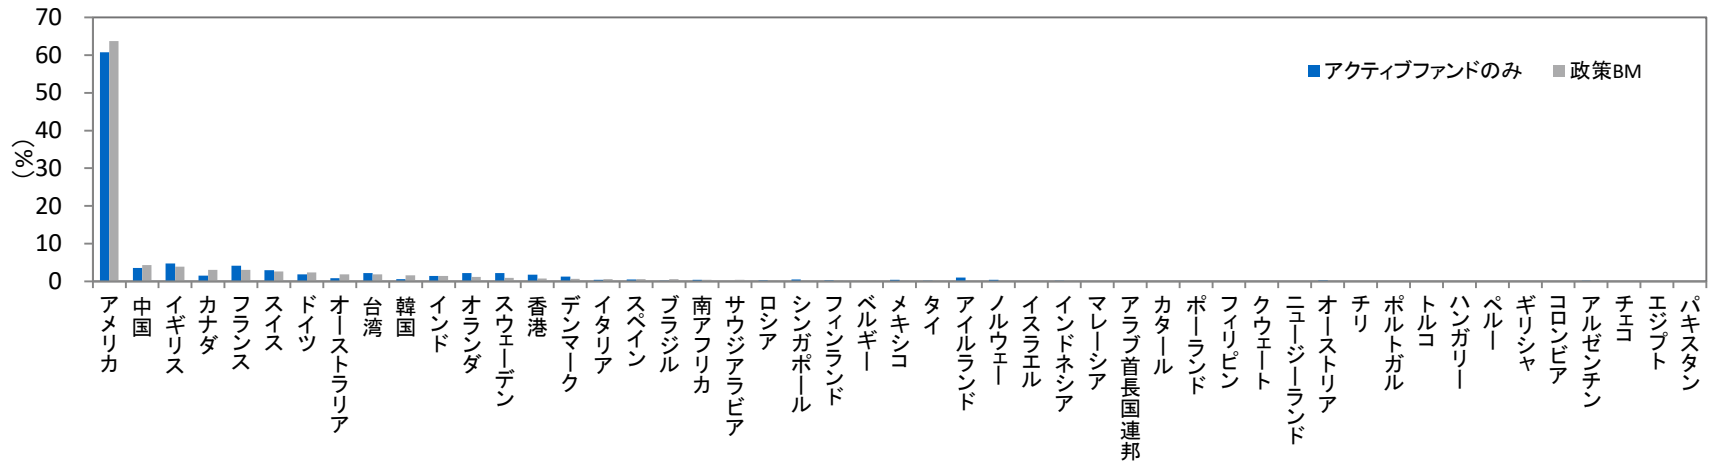 70
60
50
40
30
20
10
0
(%)
アクティブファンドのみ
政策BM
アメリカ
中国
イギリス
カナダ
フランス
スイス
ドイツ
オーストラリア
台湾
韓国
インド
オランダ
スウェーデン
香港
デンマーク
イタリア
スペイン
ブラジル
南アフリカ
サウジアラビア
ロシア
シンガポール
フィンランド
ベルギー
メキシコ
タイ
アイルランド
ノルウェー
イスラエル
インドネシア
マレーシア
アラブ首長国連邦
カタール
ポーランド
フィリピン
クウェート
ニュージーランド
オーストリア
チリ
ポルトガル
トルコ
ハンガリー
ペルー
ギリシャ
コロンビア
アルゼンチン
チェコ
エジプト
パキスタン